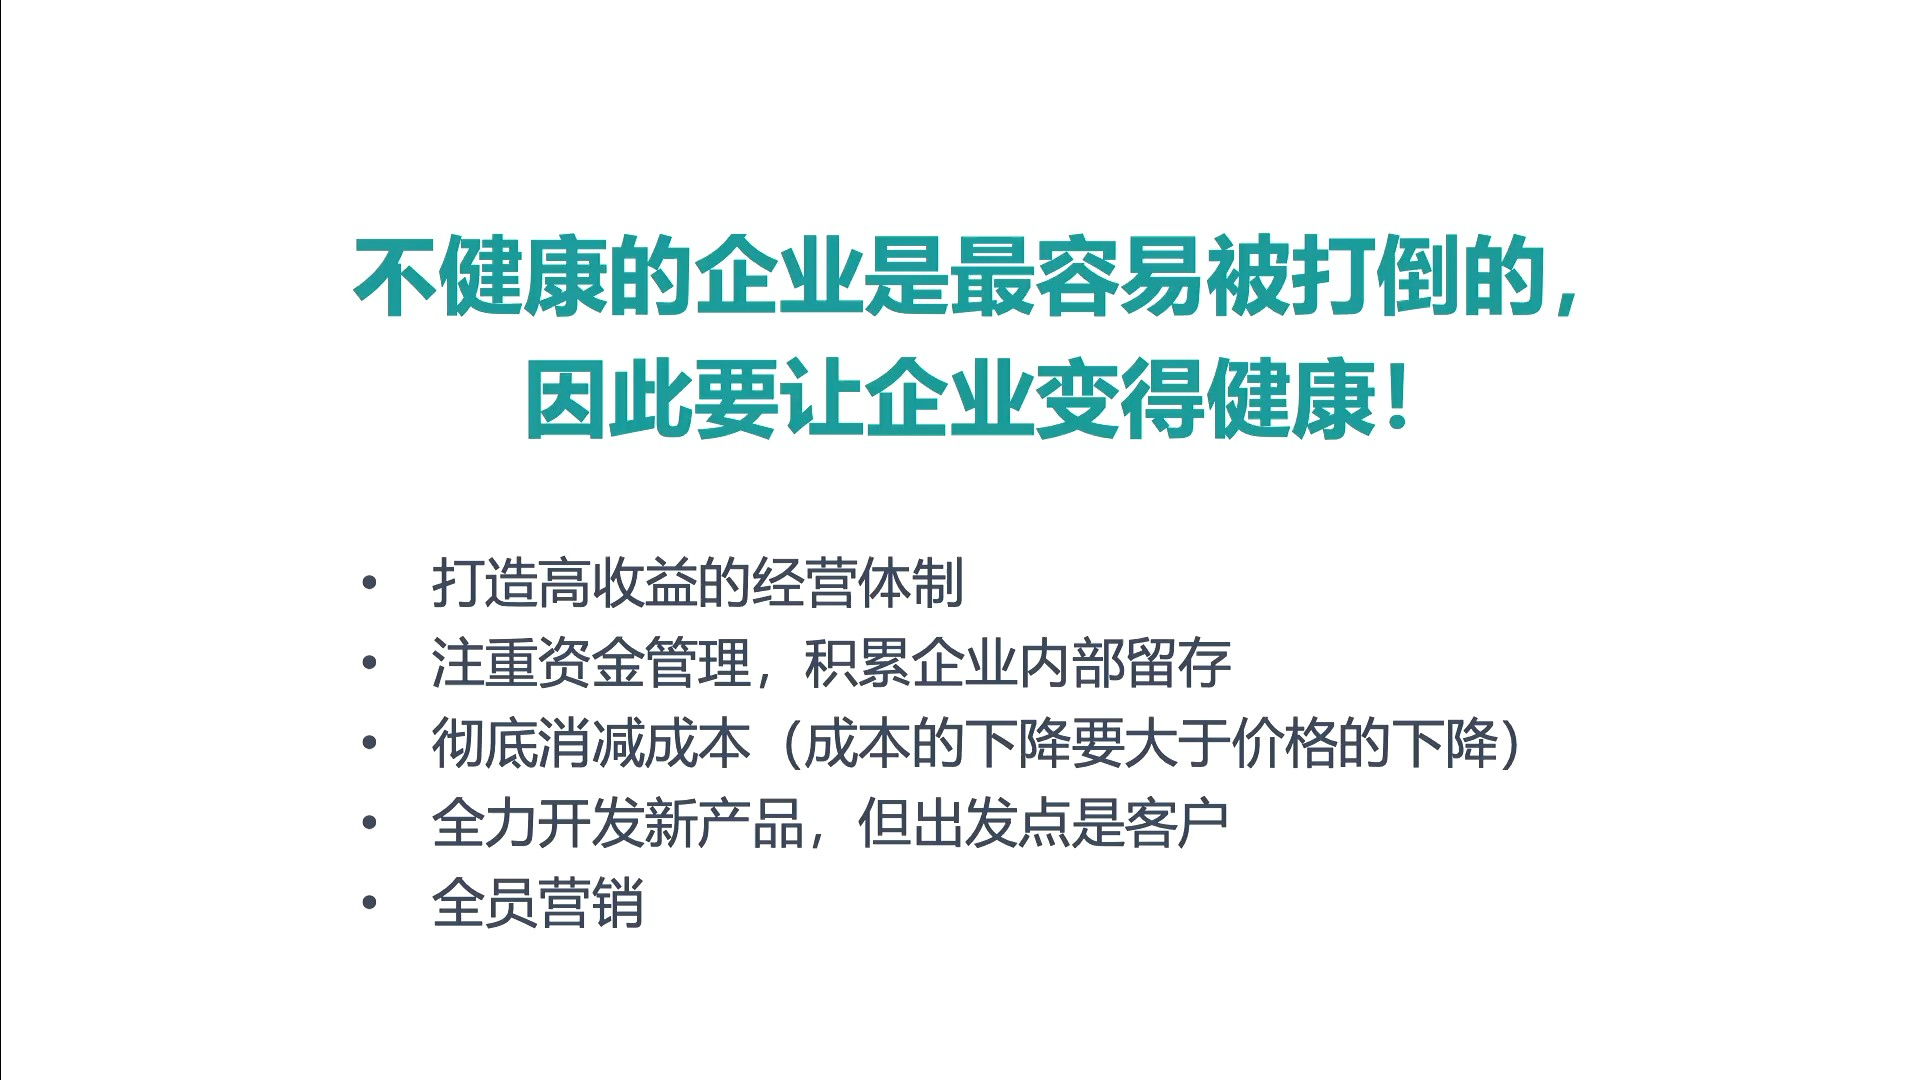 不健康的企业是最容易被打倒的，
因此要让企业变得健康！
• 打造高收益的经营体制
• 注重资金管理，积累企业内部留存
• 彻底消减成本（成本的下降要大于价格的下降）
• 全力开发新产品，但出发点是客户
• 全员营销